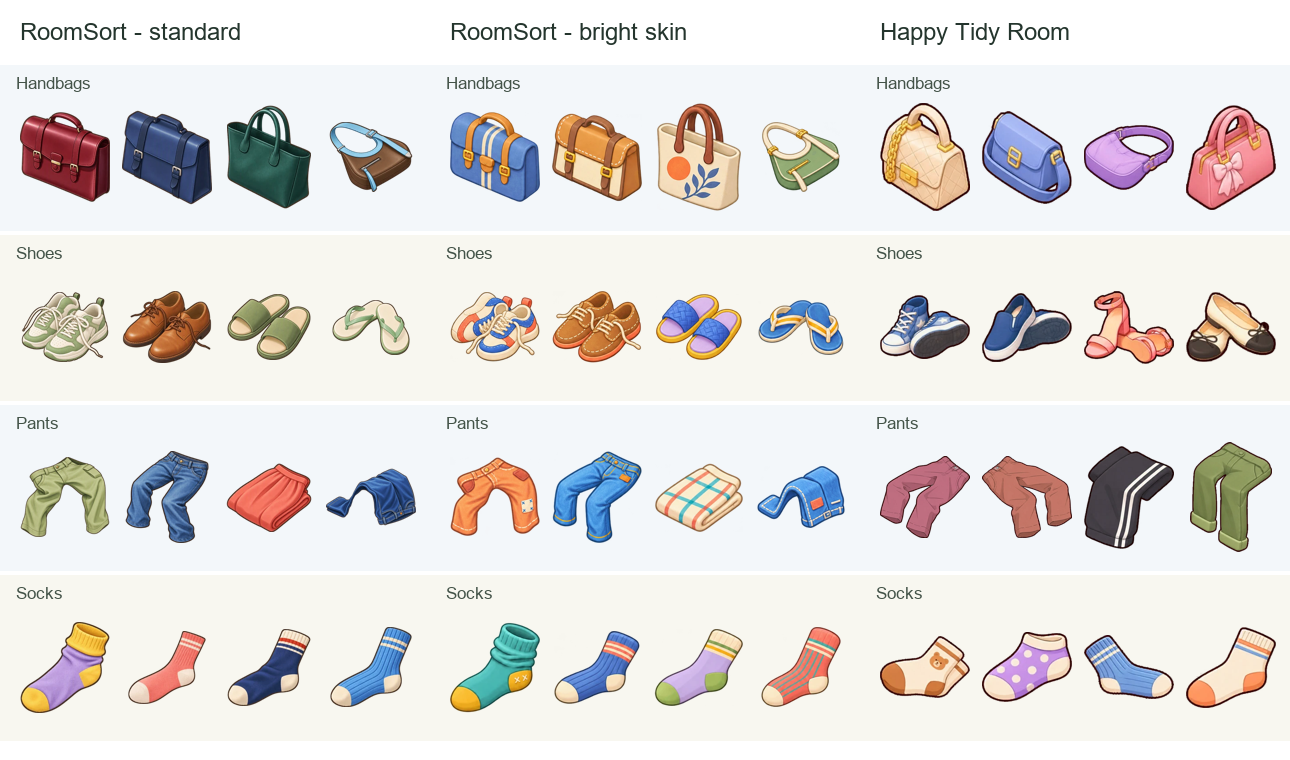 RoomSort - standard
RoomSort - bright skin
Happy Tidy Room
Handbags
Handbags
Handbags
Shoes
Shoes
Shoes
Pants
Pants
Pants
Socks
Socks
Socks